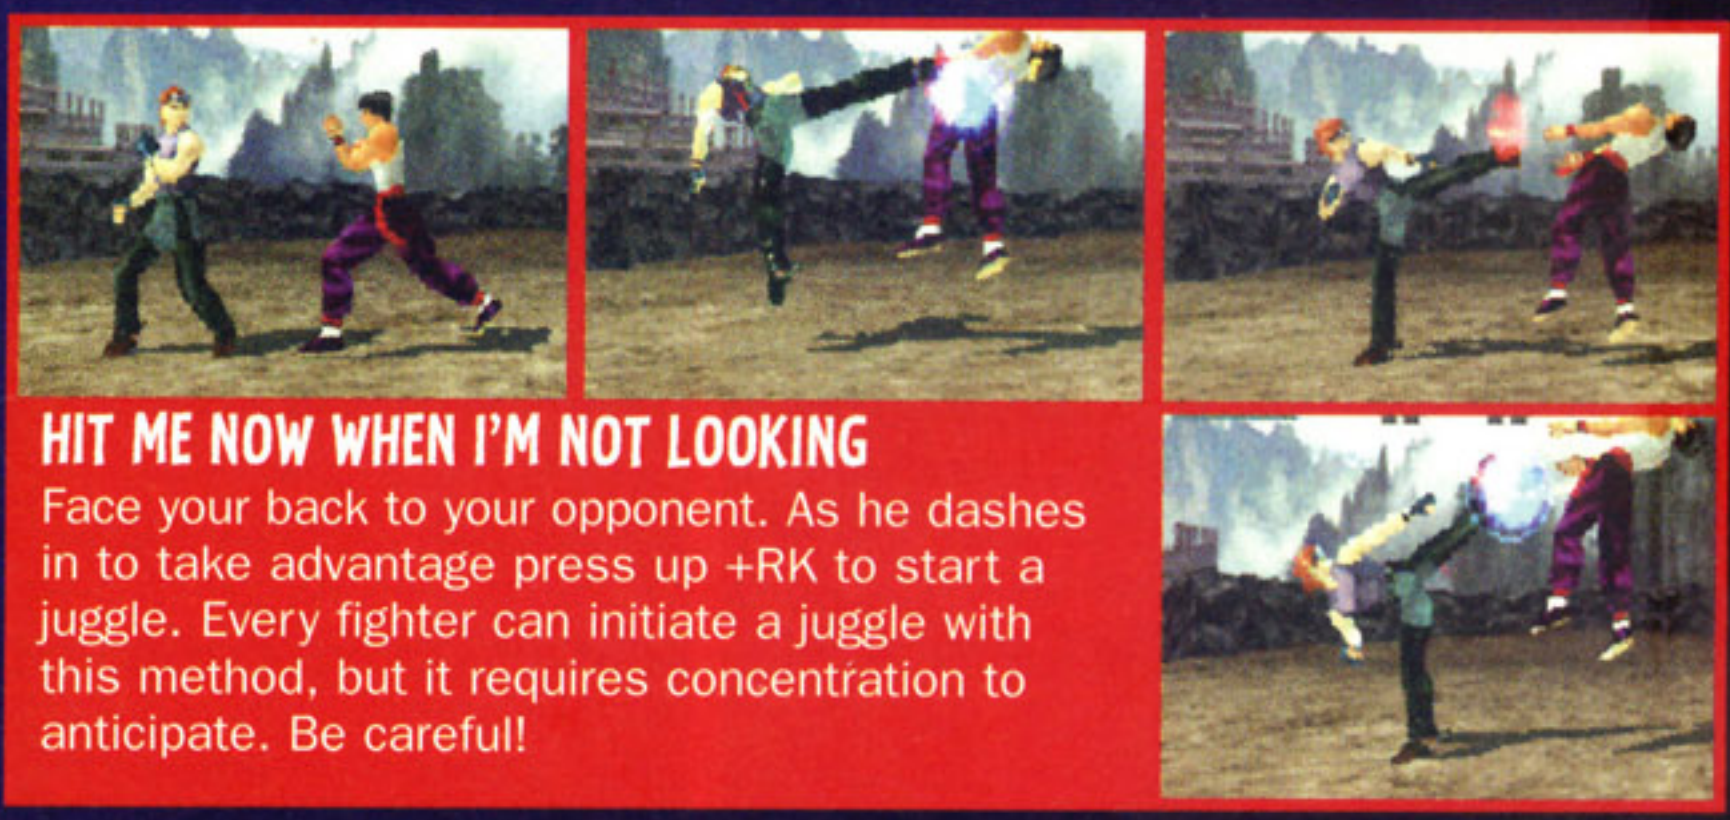 HIT ME NOW WHEN I'M NOT LOOKING
Face your back to your opponent. As he dashes
in to take advantage press up +RK to start a
juggle. Every fighter can initiate a juggle with
this method, but it requires concentration to
anticipate. Be careful!